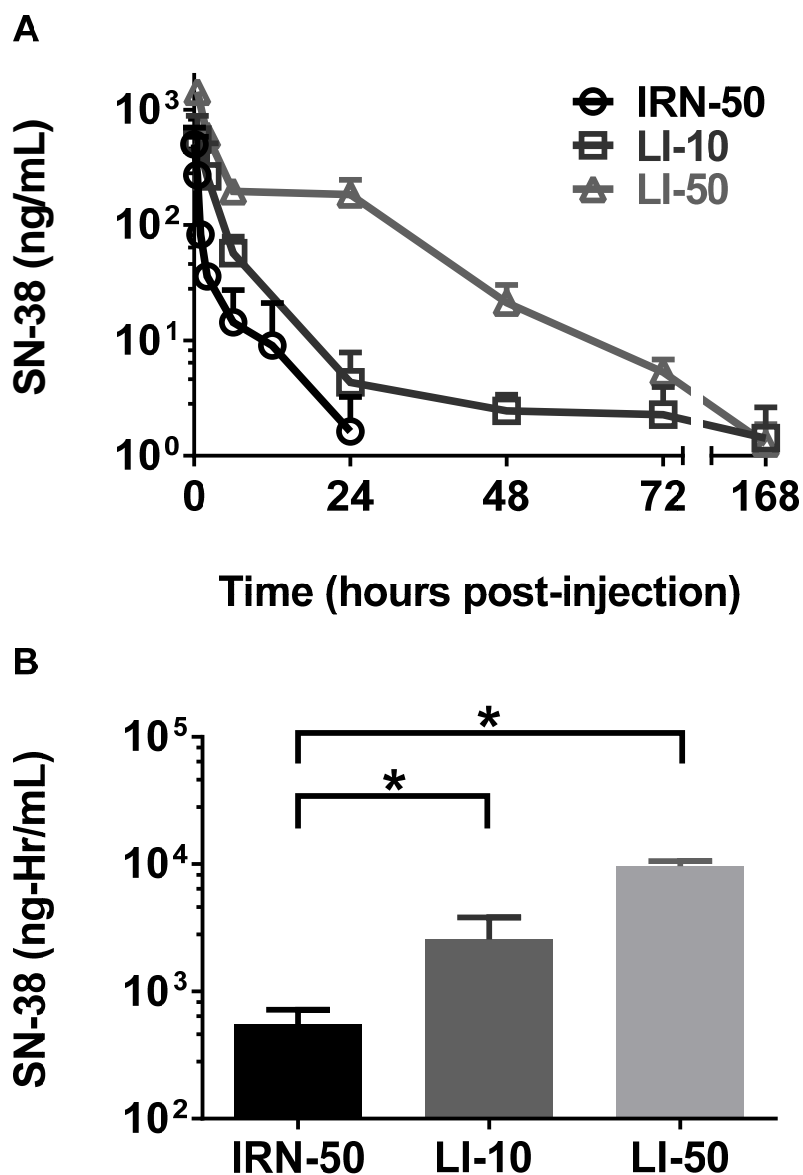 A
SN-38 (ng/mL)
10³
10²
10¹
10⁰
IRN-50
LI-10
LI-50
0 24 48 72 168
Time (hours post-injection)
B
SN-38 (ng-Hr/mL)
10⁵
10⁴
10³
10²
*
*
IRN-50 LI-10 LI-50